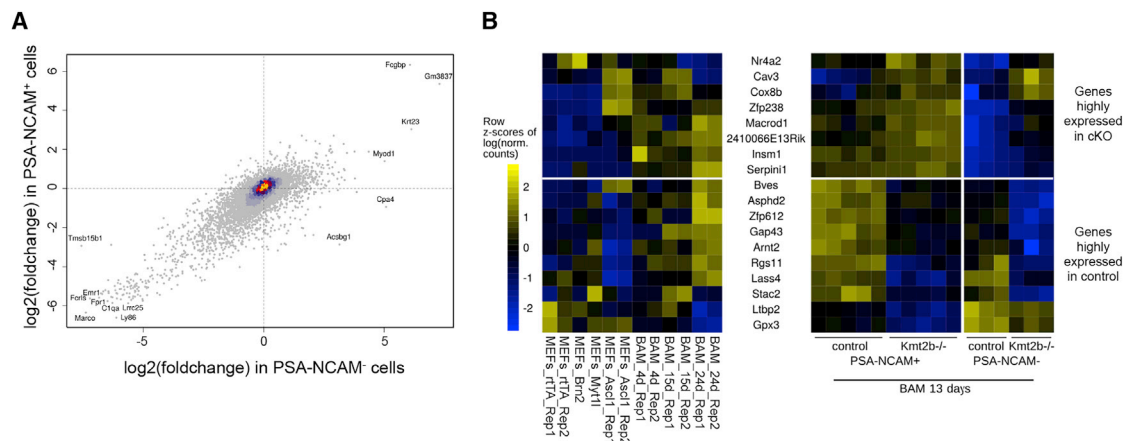 A
log2(foldchange) in PSA-NCAM+ cells
6
4
2
0
-2
-4
-6
Fcgbp
Gm3837
Krt23
Myod1
Cpa4
Acsbg1
Tmsb15b1
Emr1
Fcrls
Fpr1
C1qa
Lrrc25
Marco
Ly86
-5
0
5
log2(foldchange) in PSA-NCAM- cells
B
Row
z-scores of
log(norm.
counts)
2
1
0
-1
-2
Nr4a2
Cav3
Cox8b
Zfp238
Macrod1
2410066E13Rik
Insm1
Serpini1
Bves
Asphd2
Zfp612
Gap43
Arnt2
Rgs11
Lass4
Stac2
Ltbp2
Gpx3
Genes
highly
expressed
in cKO
Genes
highly
expressed
in control
MEFs_rtTA_Rep1
MEFs_rtTA_Rep2
MEFs_Brn2
MEFs_Myt1l
MEFs_Ascl1_Rep1
MEFs_Ascl1_Rep2
BAM_4d_Rep1
BAM_4d_Rep2
BAM_15d_Rep1
BAM_15d_Rep2
BAM_24d_Rep1
BAM_24d_Rep2
control Kmt2b-/- control Kmt2b-/-
PSA-NCAM+ PSA-NCAM-
BAM 13 days